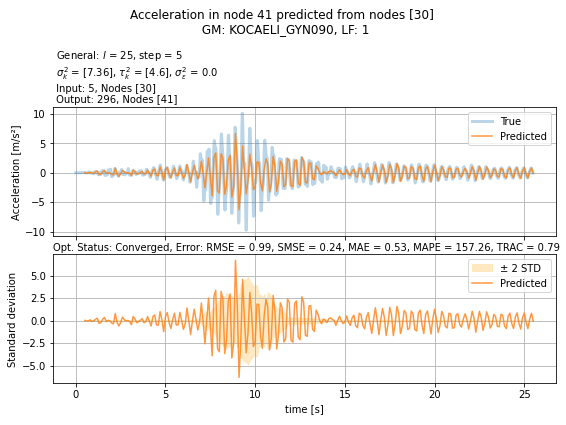 Acceleration in node 41 predicted from nodes [30]
GM: KOCAELI_GYN090, LF: 1
General: l = 25, step = 5
σ²ₖ = [7.36], τ²ₖ = [4.6], σ²ε = 0.0
Input: 5, Nodes [30]
Output: 296, Nodes [41]
Acceleration [m/s²]
10
5
0
−5
−10
True
Predicted
Opt. Status: Converged, Error: RMSE = 0.99, SMSE = 0.24, MAE = 0.53, MAPE = 157.26, TRAC = 0.79
Standard deviation
5.0
2.5
0.0
−2.5
−5.0
± 2 STD
Predicted
0 5 10 15 20 25
time [s]